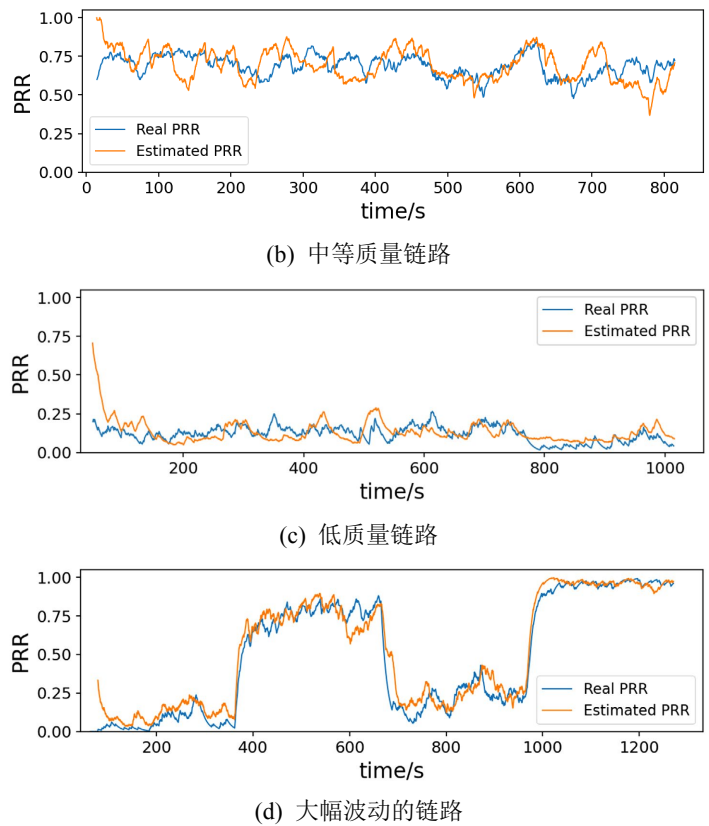 1.00
0.75
0.50
0.25
0.00
PRR
Real PRR
Estimated PRR
0 100 200 300 400 500 600 700 800
time/s
(b) 中等质量链路
1.00
0.75
0.50
0.25
0.00
PRR
Real PRR
Estimated PRR
200 400 600 800 1000
time/s
(c) 低质量链路
1.00
0.75
0.50
0.25
0.00
PRR
Real PRR
Estimated PRR
200 400 600 800 1000 1200
time/s
(d) 大幅波动的链路